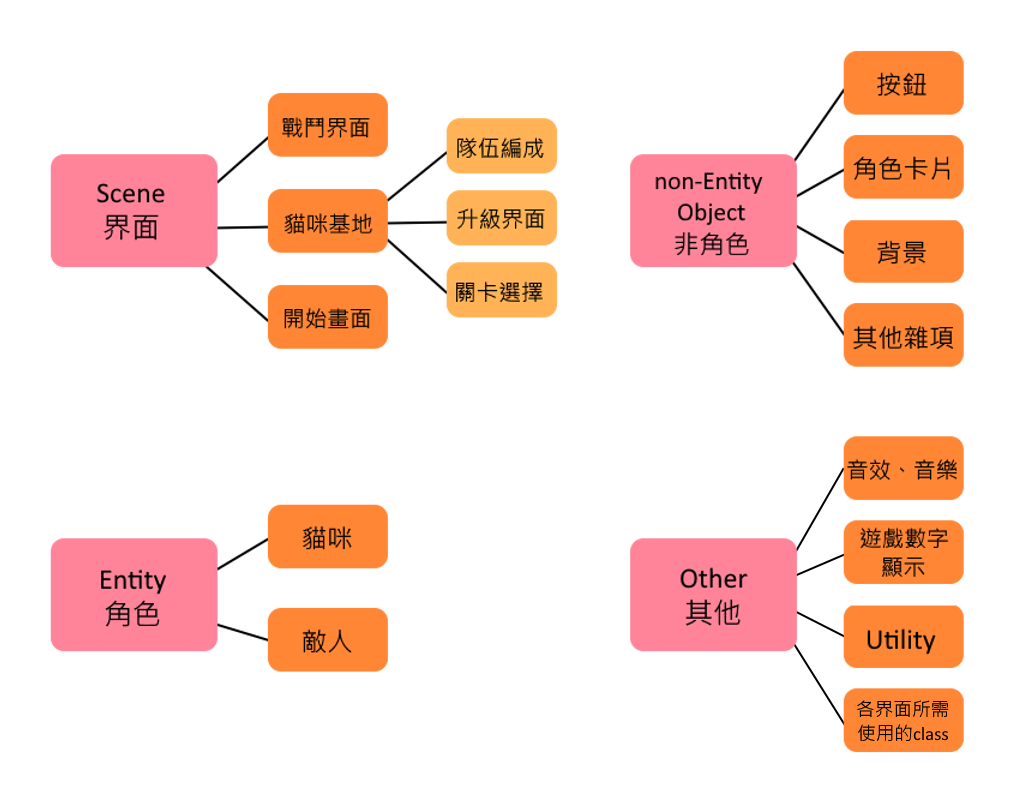 Scene
界面
戰鬥界面
貓咪基地
開始畫面
隊伍編成
升級界面
關卡選擇
non-Entity
Object
非角色
按鈕
角色卡片
背景
其他雜項
Entity
角色
貓咪
敵人
Other
其他
音效、音樂
遊戲數字
顯示
Utility
各界面所需
使用的class